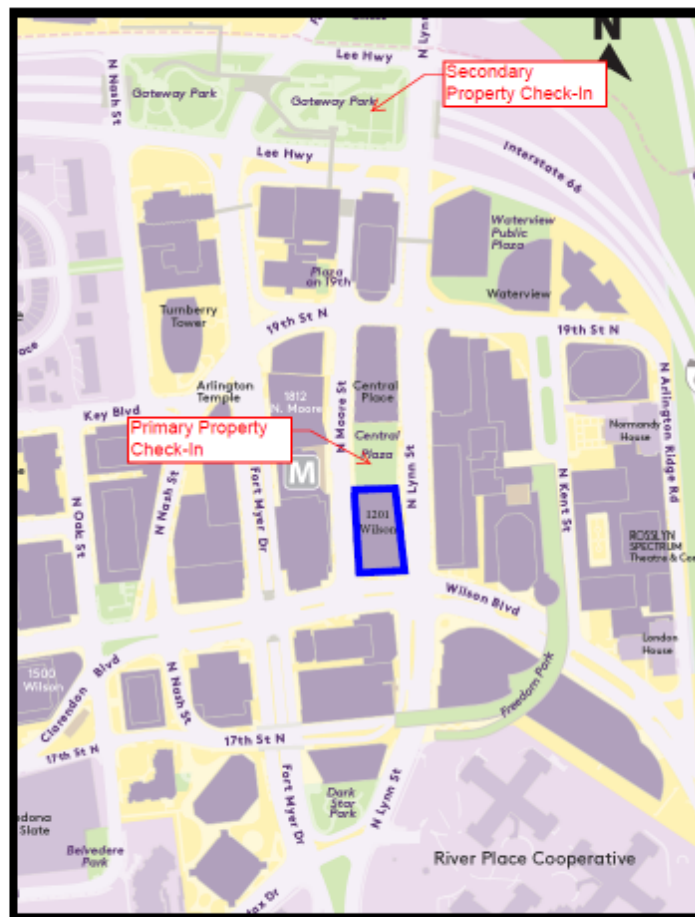 N
N Lynn
Lee Hwy
Secondary
Property Check-In
N Nash St
Gateway Park
Gateway Park
Lee Hwy
Interstate 66
Waterview
Public
Plaza
Plaza
on 19th
Waterview
Turnberry
Tower
19th St N
19th St N
N Moore St
Central
Place
Arlington
Temple
1812
N. Moore
Key Blvd
Primary Property
Check-In
Central
Plaza
N Lynn St
Normandy
House
N Arlington Ridge Rd
M
N Oak St
N Nash St
Fort Myer Dr
N Kent St
1201
Wilson
ROSSLYN
SPECTRUM
Theatre & Co
Wilson Blvd
London
House
1500
Wilson
Clarendon Blvd
N Nash St
Freedom Park
17th St N
17th St N
Fort Myer Dr
N Lynn St
Dark
Star
Park
Slate
Belvedere
Park
River Place Cooperative